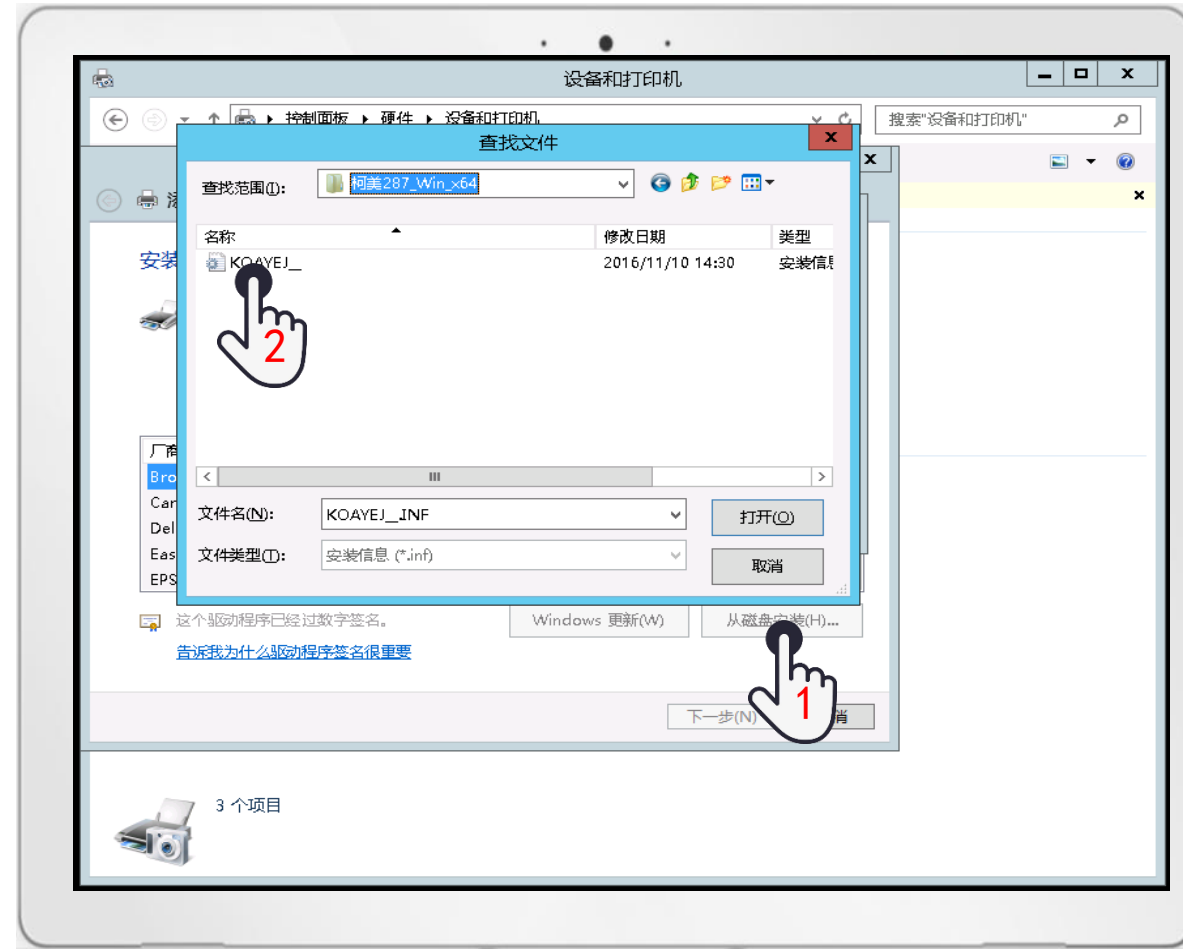 设备和打印机
控制面板 硬件 设备和打印机
搜索"设备和打印机"
查找文件
查找范围(I): 柯美287_Win_x64
名称 修改日期 类型
安装
KOAYEJ__ 2016/11/10 14:30 安装信息
2
厂商
Bro
Can
Del
Eas
EPS
文件名(N): KOAYEJ__.INF 打开(O)
文件类型(T): 安装信息 (*.inf) 取消
这个驱动程序已经过数字签名。 Windows 更新(W) 从磁盘安装(H)...
告诉我为什么驱动程序签名很重要
1
下一步(N) 消
3 个项目